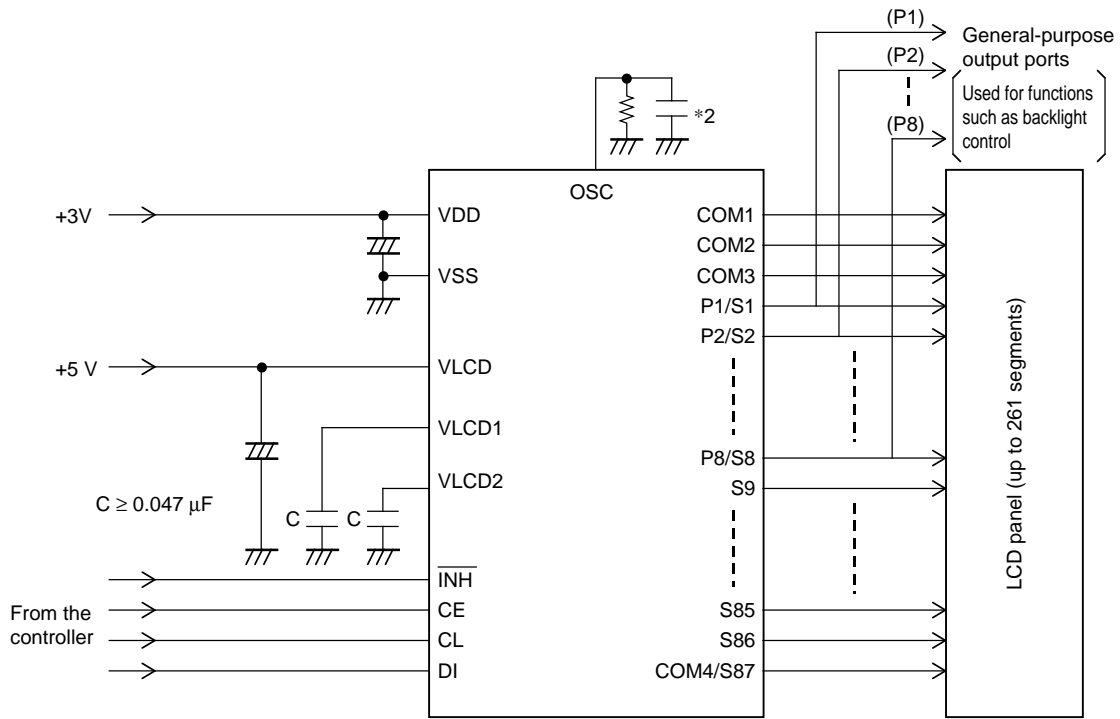 (P1)
General-purpose
output ports
(P2)
Used for functions
such as backlight
control
(P8)
*2
OSC
+3V
VDD
VSS
+5 V
VLCD
VLCD1
VLCD2
C ≥ 0.047 μF
C
C
INH
From the
controller
CE
CL
DI
COM1
COM2
COM3
P1/S1
P2/S2
P8/S8
S9
S85
S86
COM4/S87
LCD panel (up to 261 segments)